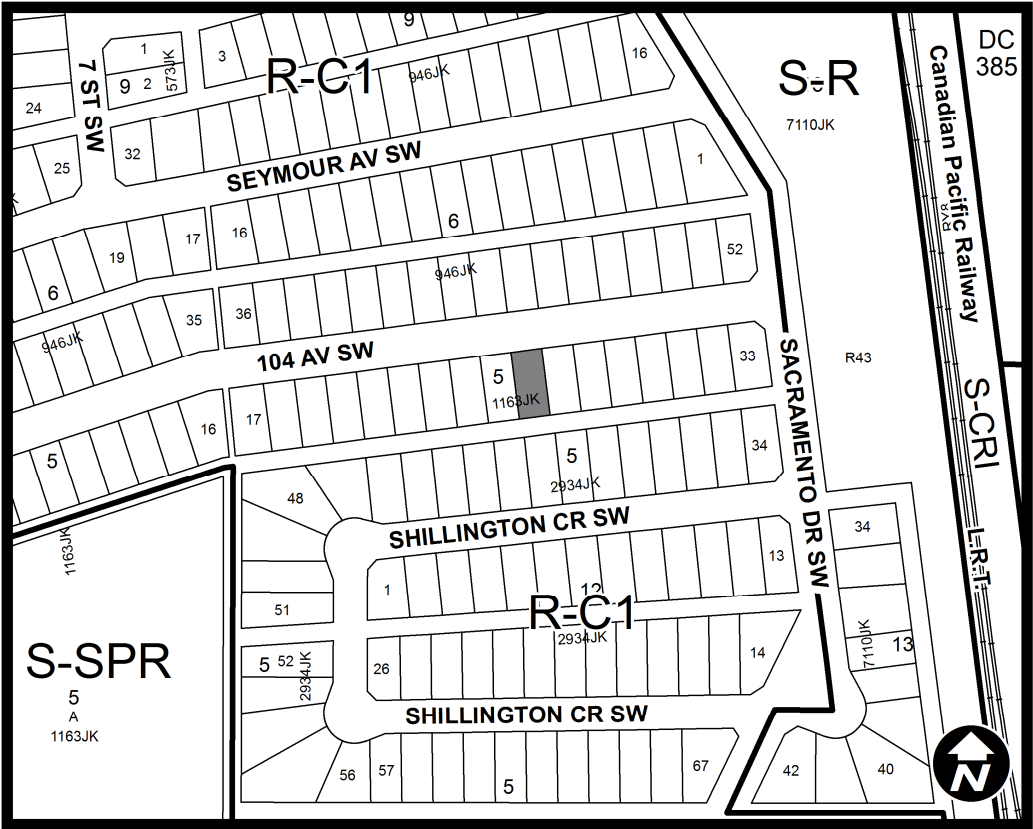 9
1
3
R-C1
946JK
16
S-R
DC
385
7 ST SW
573JK
9 2
24
32
7110JK
Canadian Pacific Railway
RVR
25
SEYMOUR AV SW
1
6
19
17
16
52
946JK
6
35
36
946JK
104 AV SW
33
SACRAMENTO DR SW
R43
5
1163JK
17
16
34
5
5
2934JK
S-CRI
48
SHILLINGTON CR SW
34
1163JK
L.R.T.
13
1
12
R-C1
2934JK
51
7110JK
13
S-SPR
5
A
1163JK
5 52
2934JK
26
14
SHILLINGTON CR SW
56
57
5
67
42
40
N